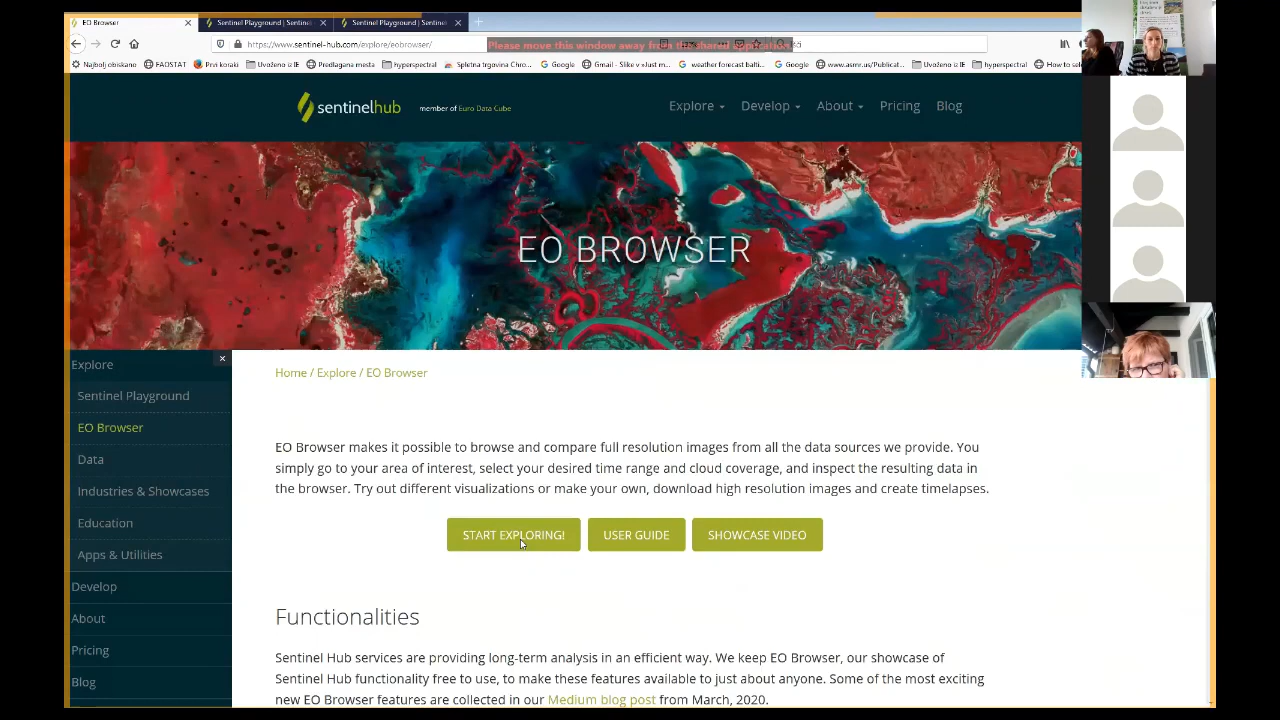 EO Browser
Sentinel Playground | Sentinel
Sentinel Playground | Sentinel
https://www.sentinel-hub.com/explore/eobrowser/
Please move this window away from the shared application
Najbolj obiskano
FAOSTAT
Prvi koraki
Uvoženo iz IE
Predlagana mesta
hyperspectral
Spletna trgovina Chro...
Google
Gmail - Slike v »Just m...
Google
weather forecast baltic...
Google
www.asmr.us/Publicat...
Uvoženo iz IE
hyperspectral
How to selec
sentinelhub
member of Euro Data Cube
Explore
Develop
About
Pricing
Blog
EO BROWSER
Explore
Sentinel Playground
EO Browser
Data
Industries & Showcases
Education
Apps & Utilities
Develop
About
Pricing
Blog
Home / Explore / EO Browser
EO Browser makes it possible to browse and compare full resolution images from all the data sources we provide. You
simply go to your area of interest, select your desired time range and cloud coverage, and inspect the resulting data in
the browser. Try out different visualizations or make your own, download high resolution images and create timelapses.
START EXPLORING!
USER GUIDE
SHOWCASE VIDEO
Functionalities
Sentinel Hub services are providing long-term analysis in an efficient way. We keep EO Browser, our showcase of
Sentinel Hub functionality free to use, to make these features available to just about anyone. Some of the most exciting
new EO Browser features are collected in our Medium blog post from March, 2020.